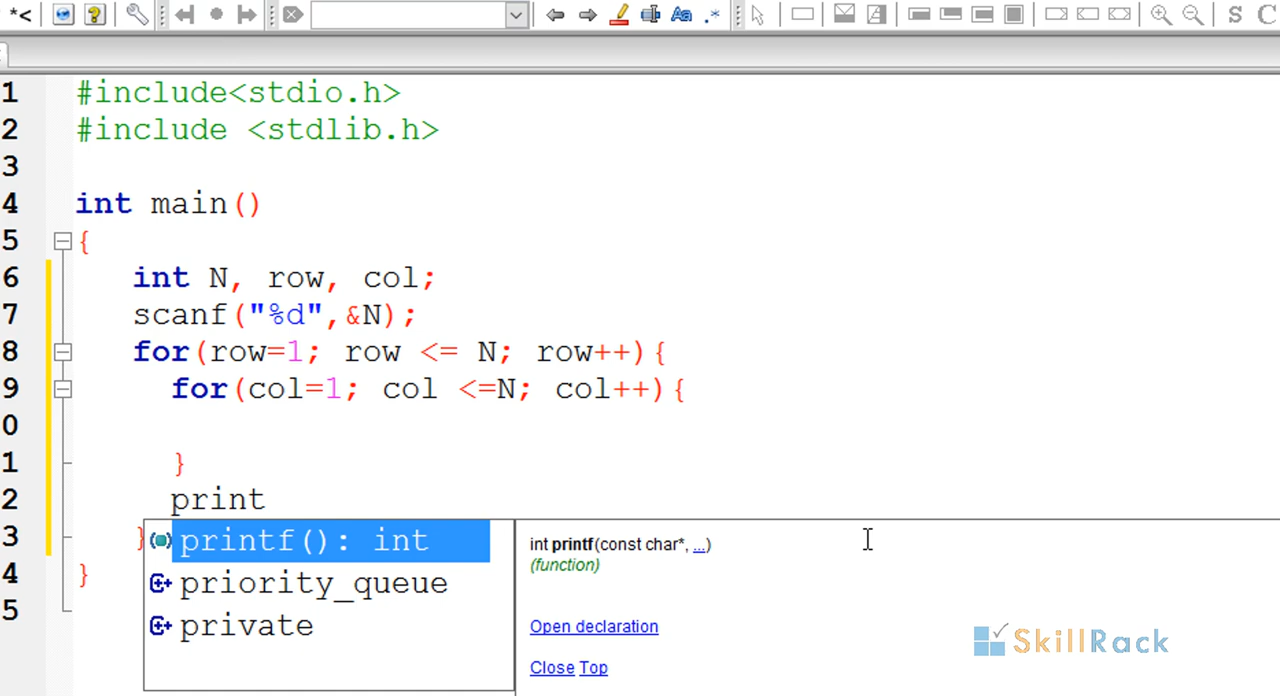 *<
Aa .*
S C
1 #include<stdio.h>
2 #include <stdlib.h>
3
4 int main()
5 {
6 int N, row, col;
7 scanf("%d",&N);
8 for(row=1; row <= N; row++){
9 for(col=1; col <=N; col++){
0
1 }
2 print
3 }
4 }
5
printf(): int
priority_queue
private
int printf(const char*, ...)
(function)
Open declaration
Close Top
SkillRack